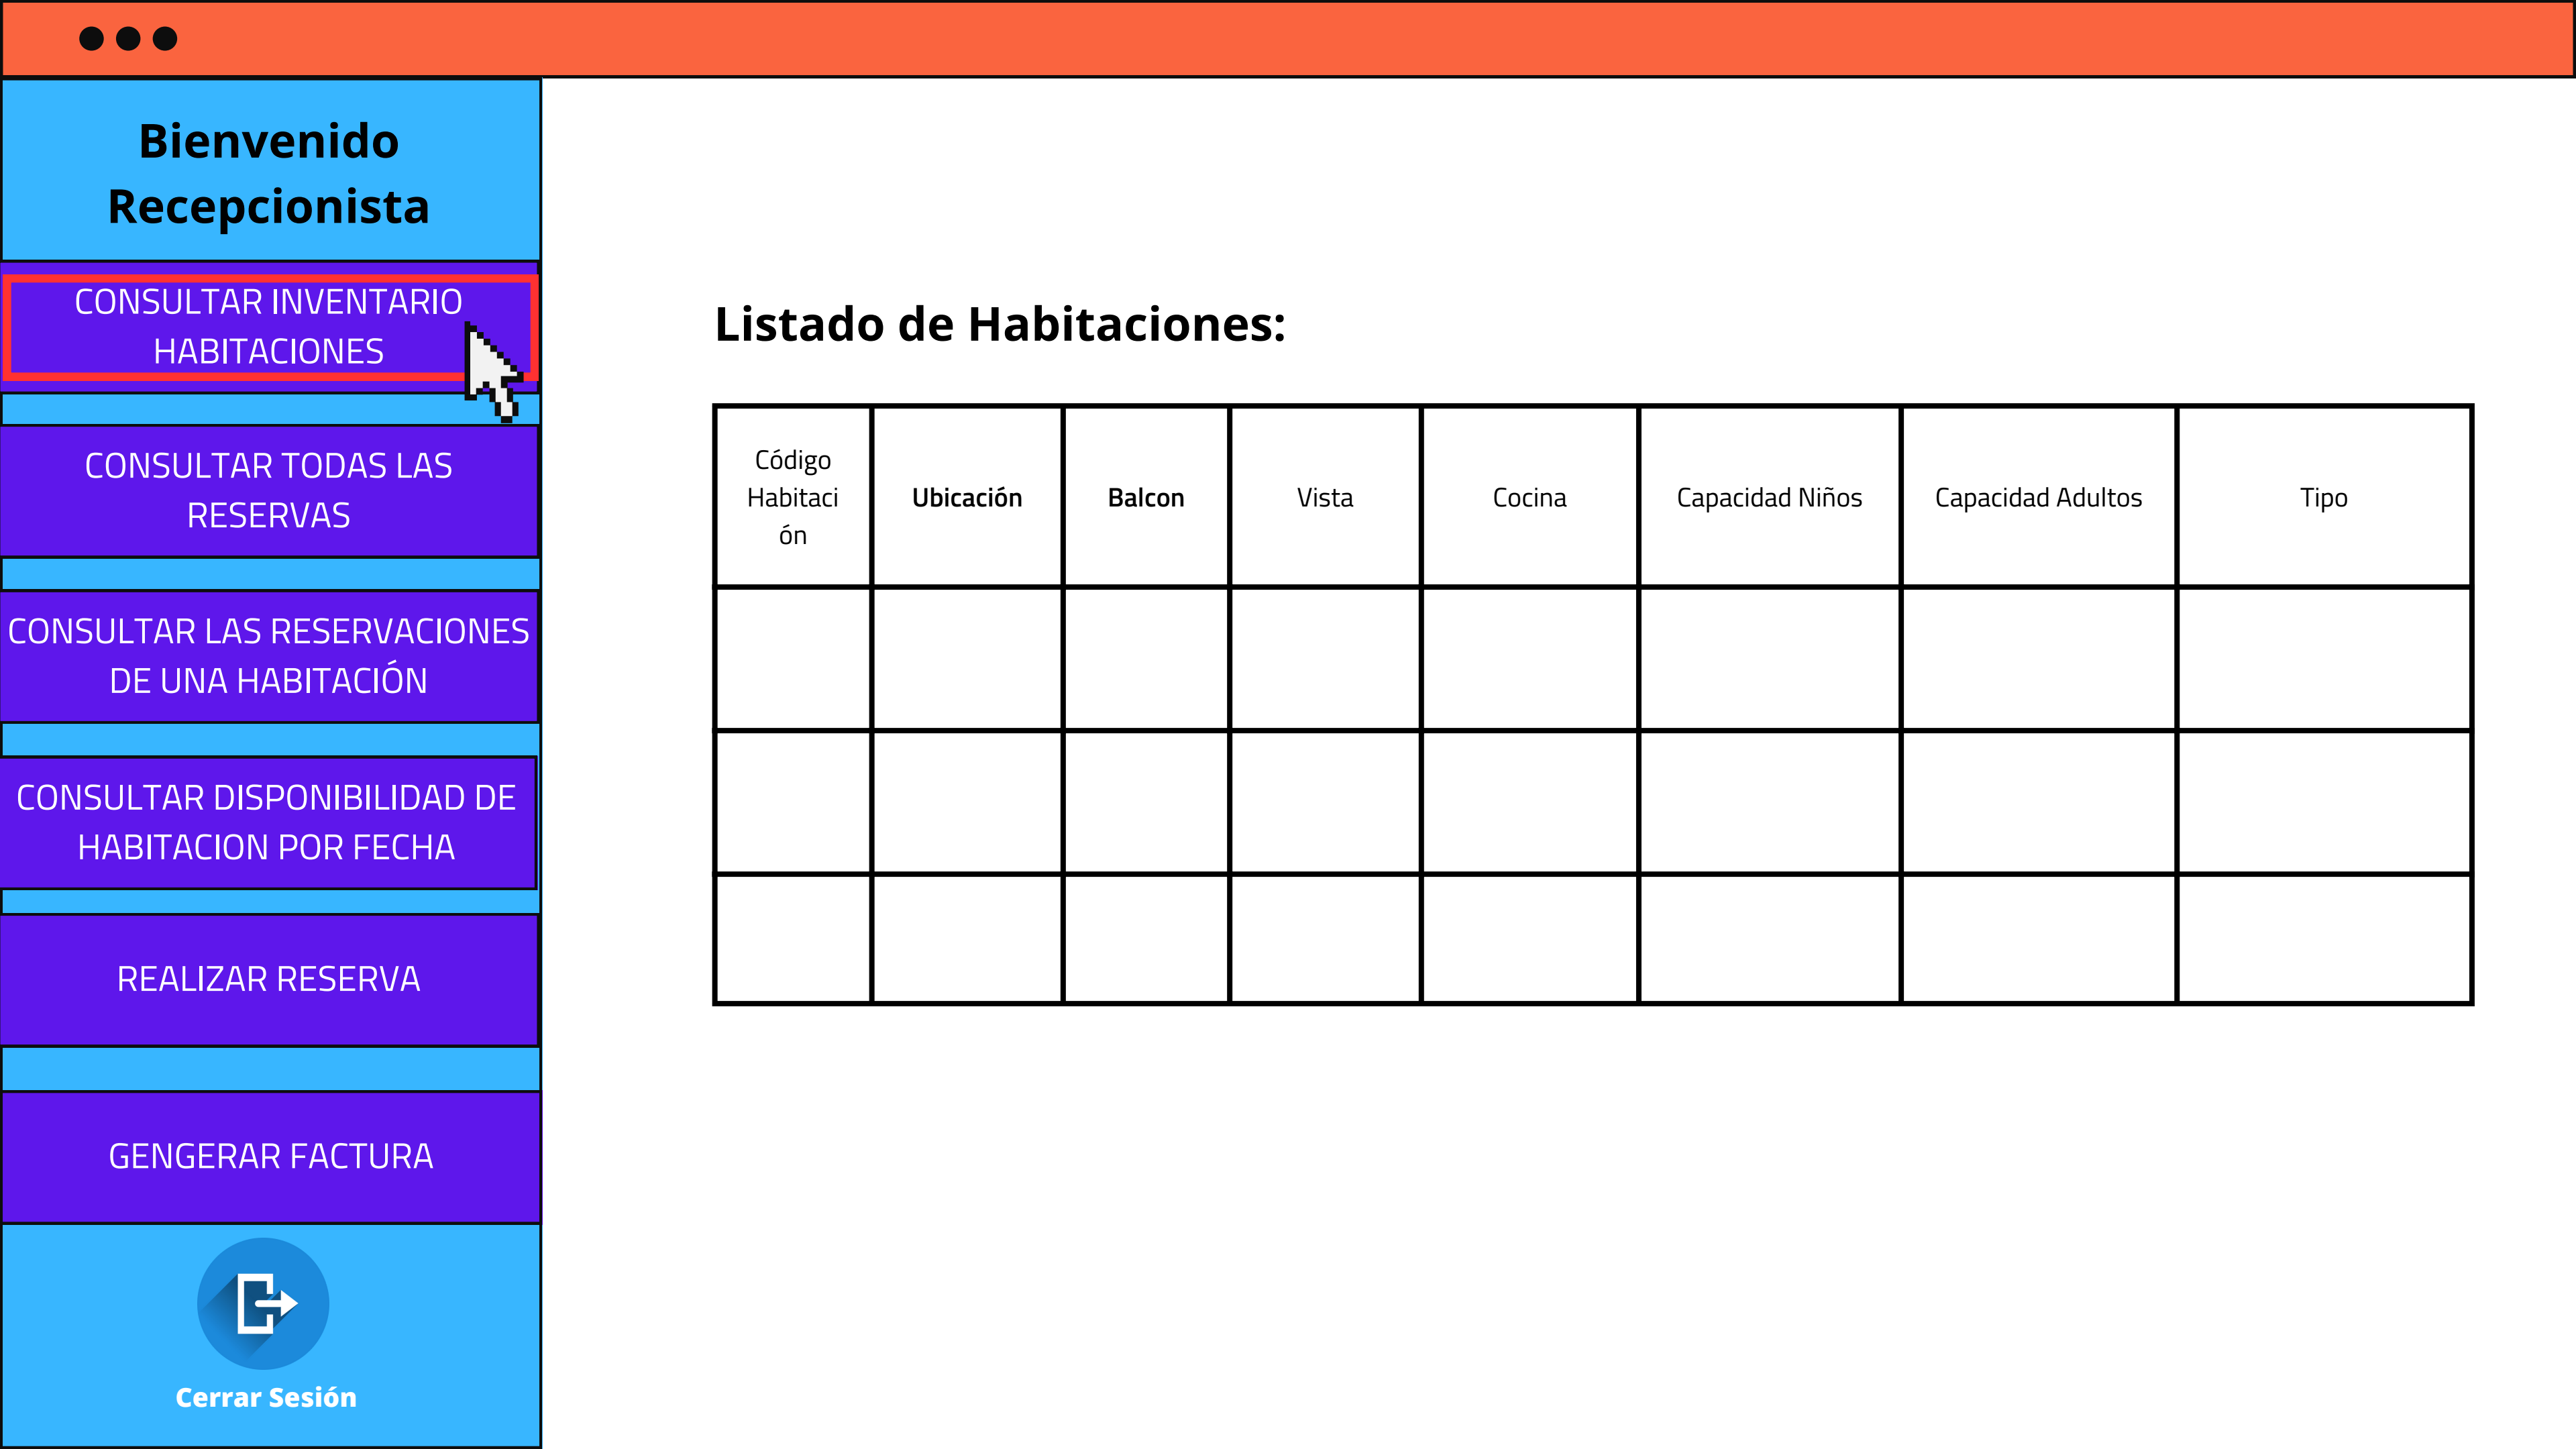 Bienvenido
Recepcionista
CONSULTAR INVENTARIO
HABITACIONES
CONSULTAR TODAS LAS
RESERVAS
CONSULTAR LAS RESERVACIONES
DE UNA HABITACIÓN
CONSULTAR DISPONIBILIDAD DE
HABITACION POR FECHA
REALIZAR RESERVA
GENGERAR FACTURA
Cerrar Sesión
Listado de Habitaciones:
Código
Habitaci
ón
Ubicación
Balcon
Vista
Cocina
Capacidad Niños
Capacidad Adultos
Tipo